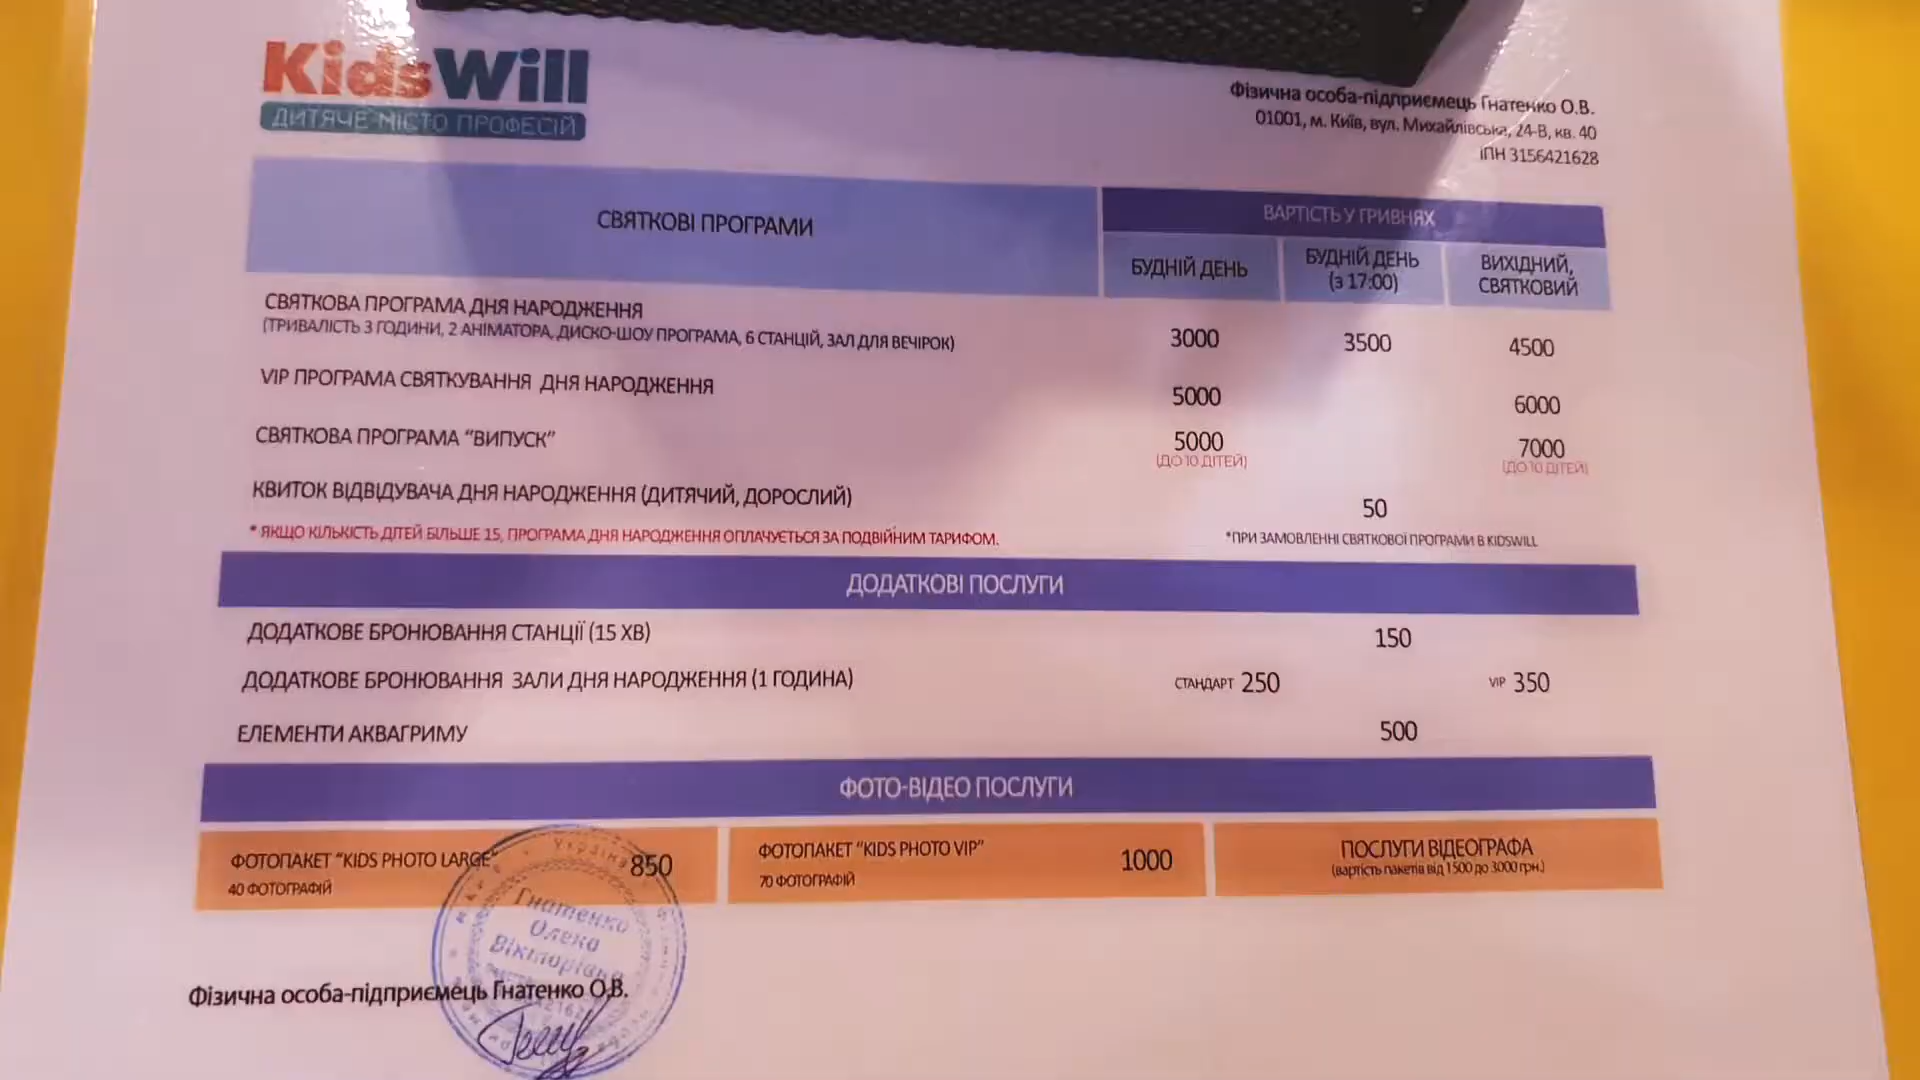 KidsWill
ДИТЯЧЕ МІСТО ПРОФЕСІЙ
Фізична особа-підприємець Гнатенко О.В.
01001, м. Київ, вул. Михайлівська, 24-В, кв. 40
ІПН 3156421628
СВЯТКОВІ ПРОГРАМИ
ВАРТІСТЬ У ГРИВНЯХ
БУДНІЙ ДЕНЬ
БУДНІЙ ДЕНЬ
(з 17:00)
ВИХІДНИЙ,
СВЯТКОВИЙ
СВЯТКОВА ПРОГРАМА ДНЯ НАРОДЖЕННЯ
(ТРИВАЛІСТЬ 3 ГОДИНИ, 2 АНІМАТОРА, ДИСКО-ШОУ ПРОГРАМА, 6 СТАНЦІЙ, ЗАЛ ДЛЯ ВЕЧІРОК)
3000 3500 4500
VIP ПРОГРАМА СВЯТКУВАННЯ ДНЯ НАРОДЖЕННЯ
5000 6000
СВЯТКОВА ПРОГРАМА "ВИПУСК"
5000 7000
(ДО 10 ДІТЕЙ) (ДО 10 ДІТЕЙ)
КВИТОК ВІДВІДУВАЧА ДНЯ НАРОДЖЕННЯ (ДИТЯЧИЙ, ДОРОСЛИЙ) 50
* ЯКЩО КІЛЬКІСТЬ ДІТЕЙ БІЛЬШЕ 15, ПРОГРАМА ДНЯ НАРОДЖЕННЯ ОПЛАЧУЄТЬСЯ ЗА ПОДВІЙНИМ ТАРИФОМ.
*ПРИ ЗАМОВЛЕННІ СВЯТКОВОЇ ПРОГРАМИ В KIDSWILL
ДОДАТКОВІ ПОСЛУГИ
ДОДАТКОВЕ БРОНЮВАННЯ СТАНЦІЇ (15 ХВ) 150
ДОДАТКОВЕ БРОНЮВАННЯ ЗАЛИ ДНЯ НАРОДЖЕННЯ (1 ГОДИНА) СТАНДАРТ 250 VIP 350
ЕЛЕМЕНТИ АКВАГРИМУ 500
ФОТО-ВІДЕО ПОСЛУГИ
ФОТОПАКЕТ "KIDS PHOTO LARGE" 850
40 ФОТОГРАФІЙ
ФОТОПАКЕТ "KIDS PHOTO VIP" 1000
70 ФОТОГРАФІЙ
ПОСЛУГИ ВІДЕОГРАФА
(вартість пакетів від 1500 до 3000 грн.)
Україна
Гнатенко
Олена
Вікторівна
Фізична особа-підприємець Гнатенко О.В.